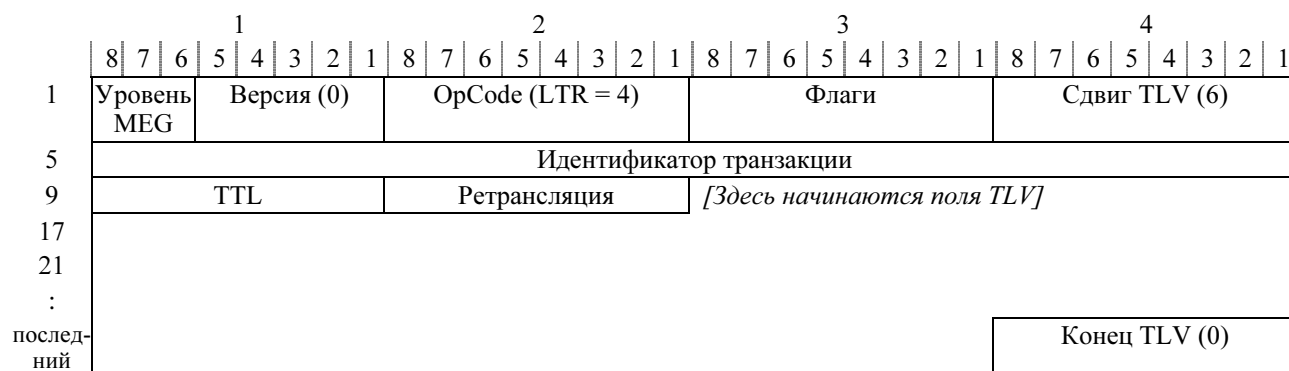 1 2 3 4
8 7 6 5 4 3 2 1 8 7 6 5 4 3 2 1 8 7 6 5 4 3 2 1 8 7 6 5 4 3 2 1
1 Уровень MEG Версия (0) OpCode (LTR = 4) Флаги Сдвиг TLV (6)
5 Идентификатор транзакции
9 TTL Ретрансляция [Здесь начинаются поля TLV]
17
21
:
послед-
ний Конец TLV (0)